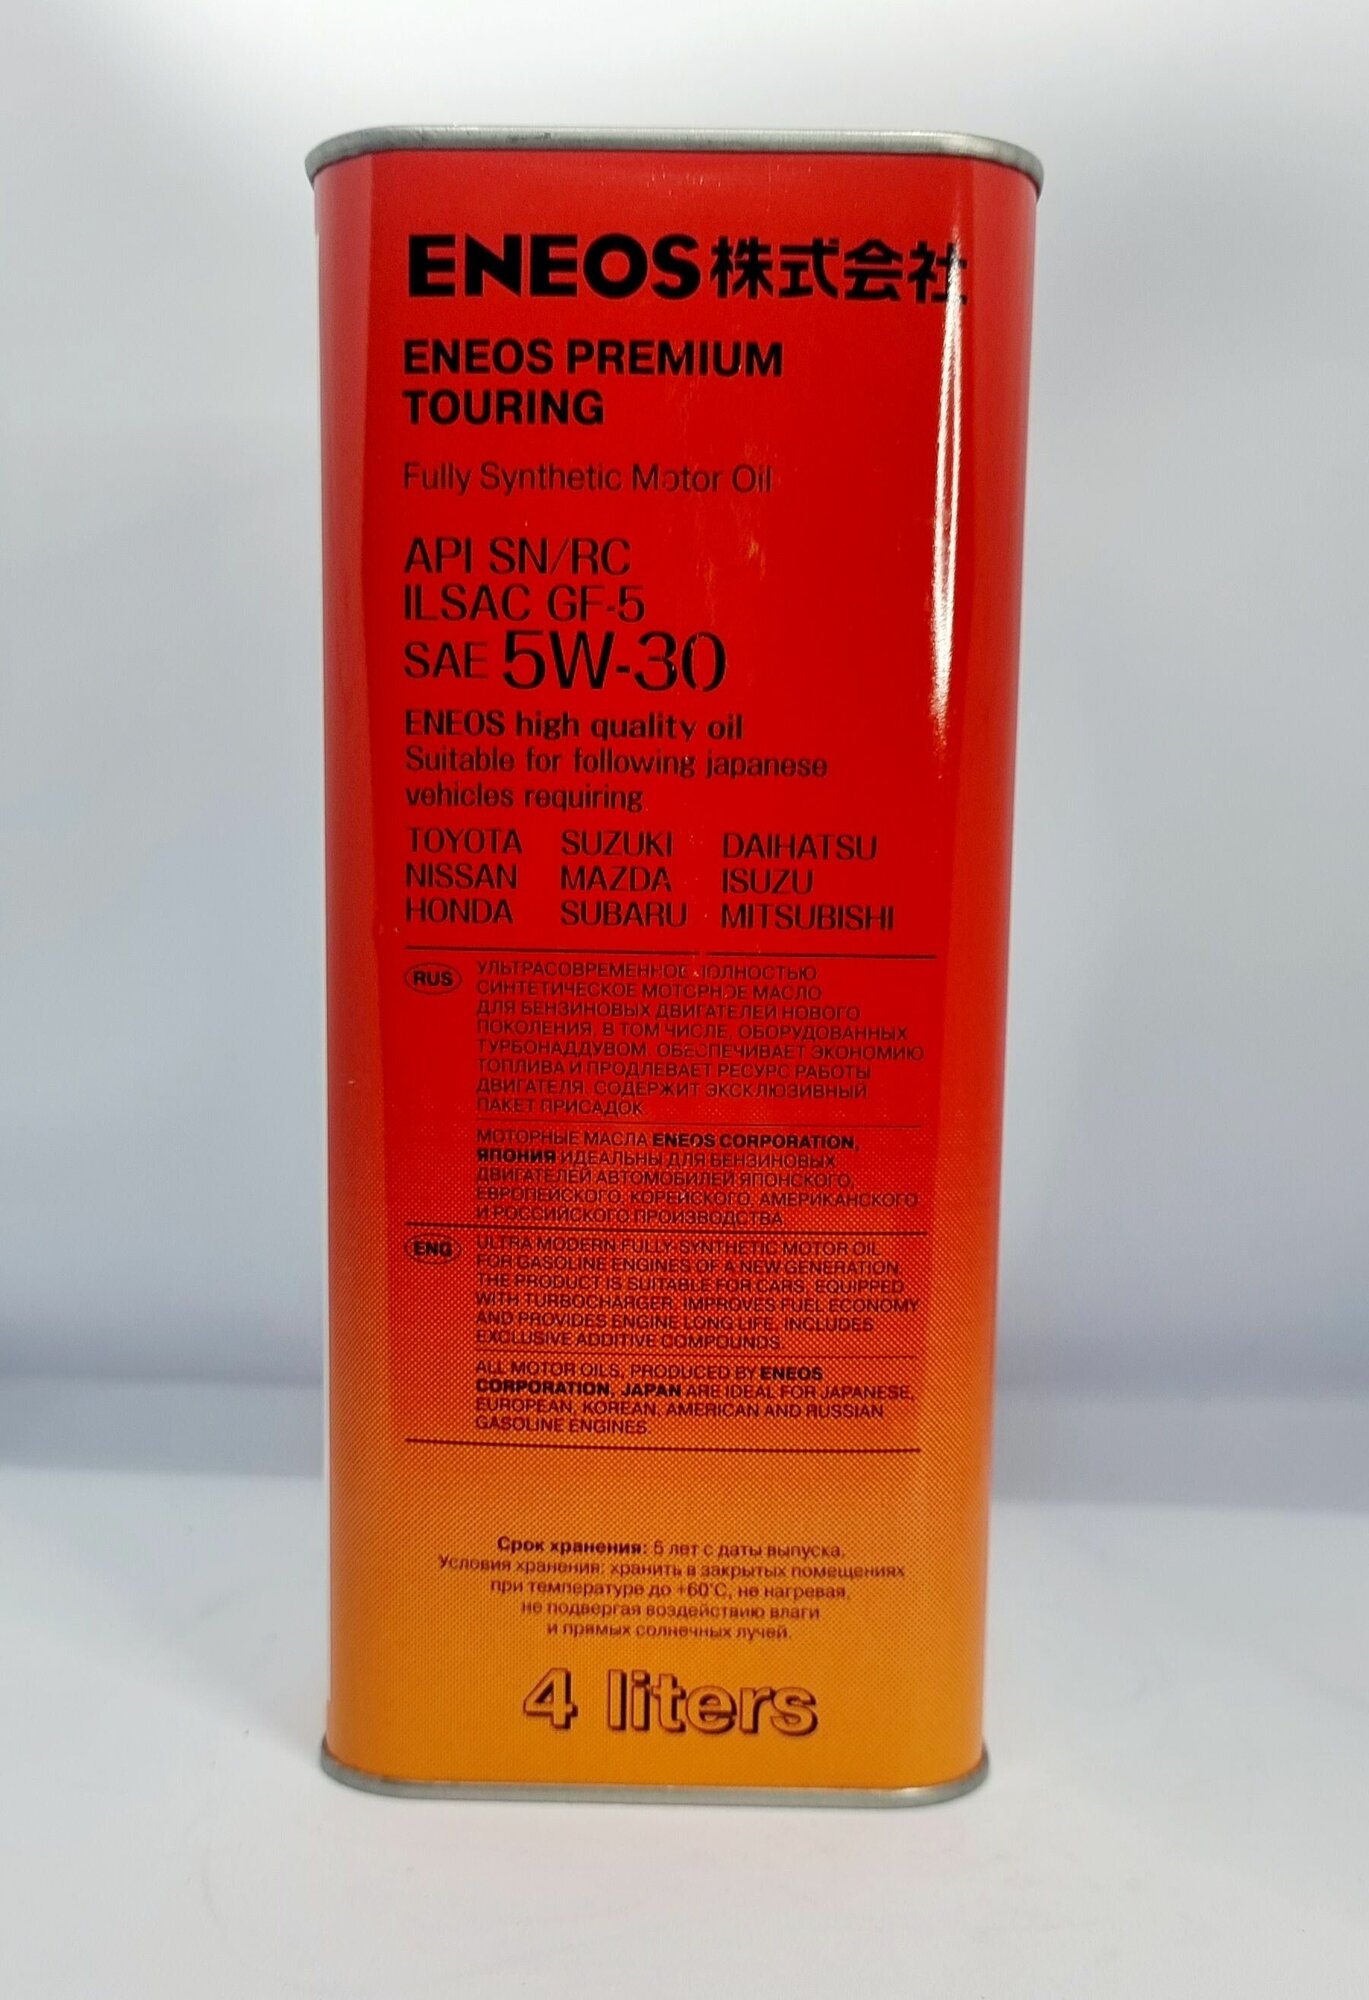 ENEOS株式会社
ENEOS PREMIUM
TOURING
Fully Synthetic Motor Oil
API SN/RC
ILSAC GF-5
SAE 5W-30
ENEOS high quality oil
Suitable for following japanese
vehicles requiring
TOYOTA SUZUKI DAIHATSU
NISSAN MAZDA ISUZU
HONDA SUBARU MITSUBISHI
RUS УЛЬТРАСОВРЕМЕННОЕ ПОЛНОСТЬЮ
СИНТЕТИЧЕСКОЕ МОТОРНОЕ МАСЛО
ДЛЯ БЕНЗИНОВЫХ ДВИГАТЕЛЕЙ НОВОГО
ПОКОЛЕНИЯ, В ТОМ ЧИСЛЕ, ОБОРУДОВАННЫХ
ТУРБОНАДДУВОМ. ОБЕСПЕЧИВАЕТ ЭКОНОМИЮ
ТОПЛИВА И ПРОДЛЕВАЕТ РЕСУРС РАБОТЫ
ДВИГАТЕЛЯ. СОДЕРЖИТ ЭКСКЛЮЗИВНЫЙ
ПАКЕТ ПРИСАДОК.
МОТОРНЫЕ МАСЛА ENEOS CORPORATION,
ЯПОНИЯ ИДЕАЛЬНЫ ДЛЯ БЕНЗИНОВЫХ
ДВИГАТЕЛЕЙ АВТОМОБИЛЕЙ ЯПОНСКОГО,
ЕВРОПЕЙСКОГО, КОРЕЙСКОГО, АМЕРИКАНСКОГО
И РОССИЙСКОГО ПРОИЗВОДСТВА.
ENG ULTRA MODERN FULLY-SYNTHETIC MOTOR OIL
FOR GASOLINE ENGINES OF A NEW GENERATION.
THE PRODUCT IS SUITABLE FOR CARS, EQUIPPED
WITH TURBOCHARGER. IMPROVES FUEL ECONOMY
AND PROVIDES ENGINE LONG LIFE. INCLUDES
EXCLUSIVE ADDITIVE COMPOUNDS.
ALL MOTOR OILS, PRODUCED BY ENEOS
CORPORATION, JAPAN ARE IDEAL FOR JAPANESE,
EUROPEAN, KOREAN, AMERICAN AND RUSSIAN
GASOLINE ENGINES.
Срок хранения: 5 лет с даты выпуска.
Условия хранения: хранить в закрытых помещениях
при температуре до +60°С, не нагревая,
не подвергая воздействию влаги
и прямых солнечных лучей.
4 liters